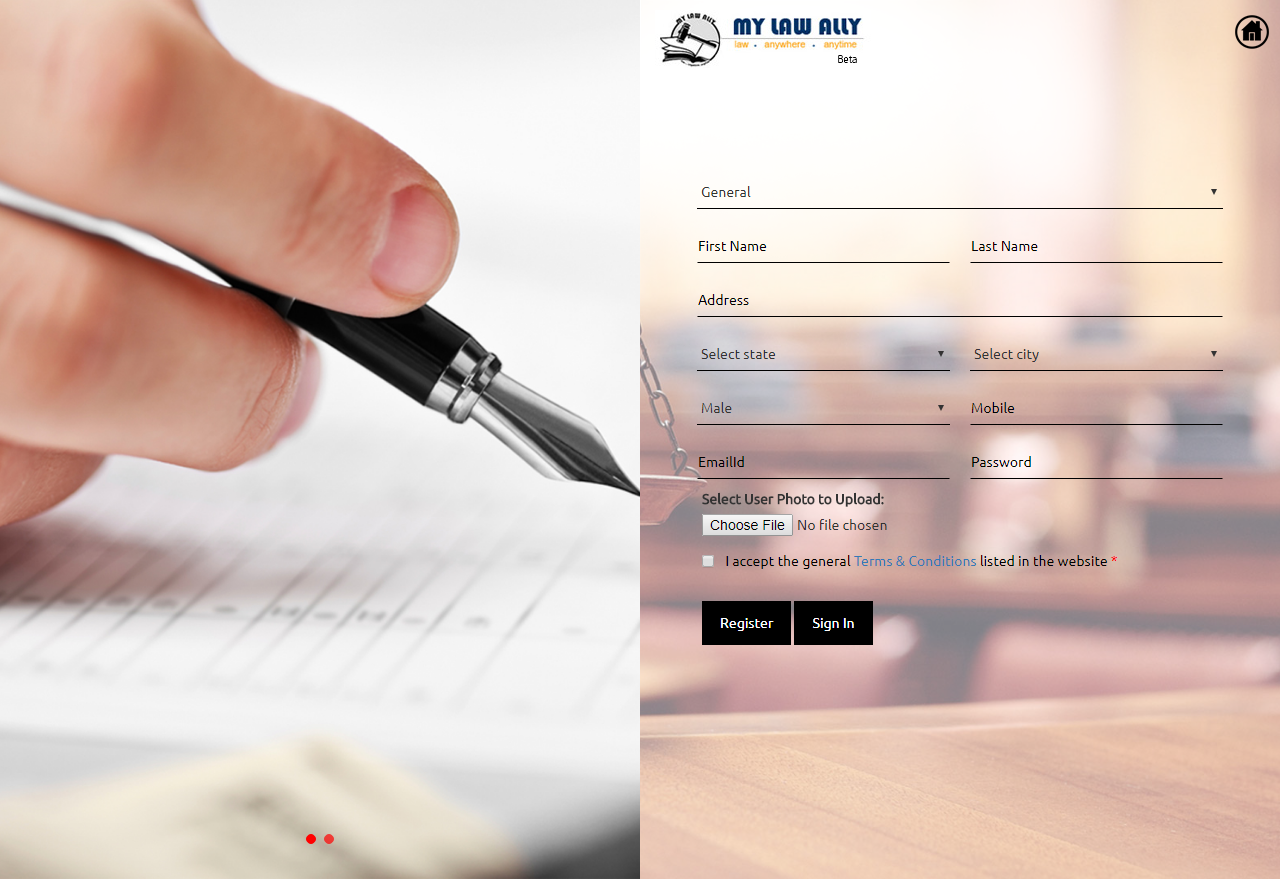 MY LAW ALLY
MY LAW ALLY
law • anywhere • anytime
Beta
General ▼
First Name Last Name
Address
Select state ▼ Select city ▼
Male ▼ Mobile
EmailId Password
Select User Photo to Upload:
Choose File No file chosen
I accept the general Terms & Conditions listed in the website *
Register Sign In